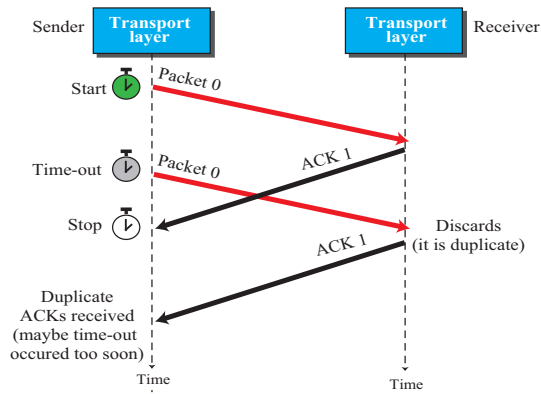 Sender
Transport
layer
Transport
layer
Receiver
Start
Packet 0
ACK 1
Time-out
Packet 0
Stop
ACK 1
Discards
(it is duplicate)
Duplicate
ACKs received
(maybe time-out
occured too soon)
Time
Time